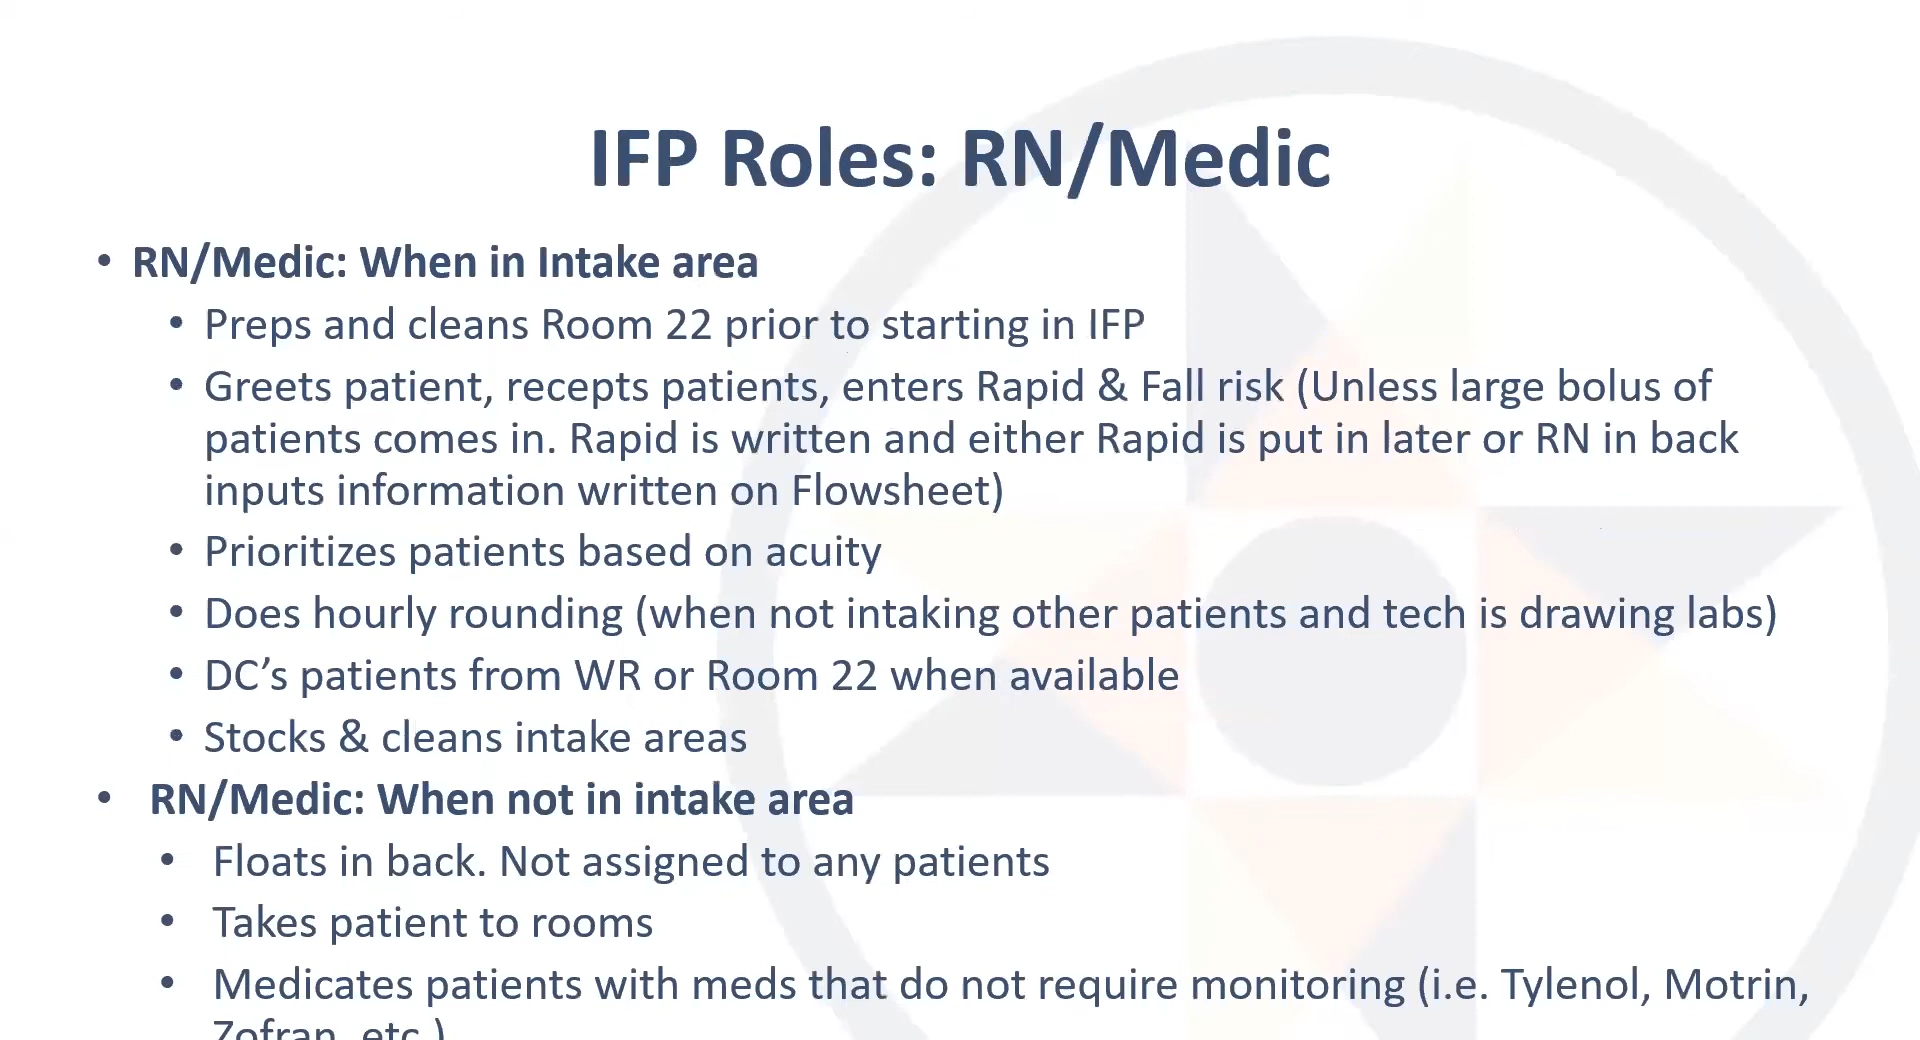 IFP Roles: RN/Medic
• RN/Medic: When in Intake area
• Preps and cleans Room 22 prior to starting in IFP
• Greets patient, recepts patients, enters Rapid & Fall risk (Unless large bolus of
patients comes in. Rapid is written and either Rapid is put in later or RN in back
inputs information written on Flowsheet)
• Prioritizes patients based on acuity
• Does hourly rounding (when not intaking other patients and tech is drawing labs)
• DC’s patients from WR or Room 22 when available
• Stocks & cleans intake areas
• RN/Medic: When not in intake area
• Floats in back. Not assigned to any patients
• Takes patient to rooms
• Medicates patients with meds that do not require monitoring (i.e. Tylenol, Motrin,
Zofran, etc.)